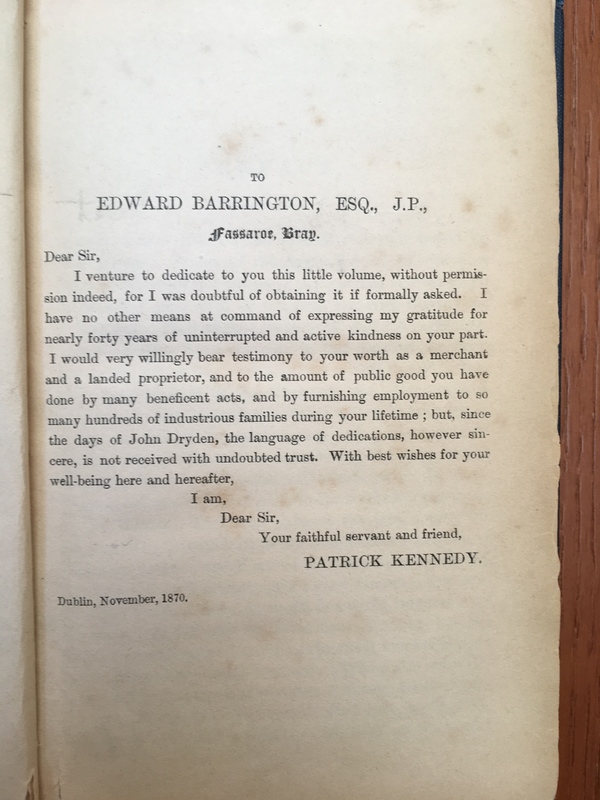 TO
EDWARD BARRINGTON, ESQ., J.P.,
Fassaroe, Bray.
Dear Sir,
I venture to dedicate to you this little volume, without permis-
sion indeed, for I was doubtful of obtaining it if formally asked. I
have no other means at command of expressing my gratitude for
nearly forty years of uninterrupted and active kindness on your part.
I would very willingly bear testimony to your worth as a merchant
and a landed proprietor, and to the amount of public good you have
done by many beneficent acts, and by furnishing employment to so
many hundreds of industrious families during your lifetime ; but, since
the days of John Dryden, the language of dedications, however sin-
cere, is not received with undoubted trust. With best wishes for your
well-being here and hereafter,
I am,
Dear Sir,
Your faithful servant and friend,
PATRICK KENNEDY.
Dublin, November, 1870.